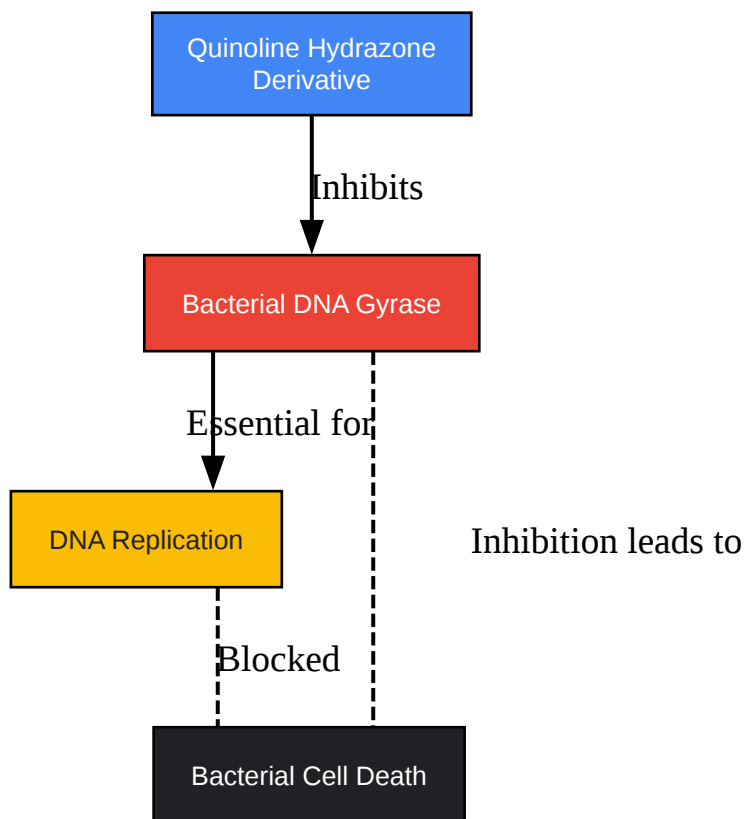 Quinoline Hydrazone
Derivative
Inhibits
Bacterial DNA Gyrase
Essential for
DNA Replication
Inhibition leads to
Blocked
Bacterial Cell Death